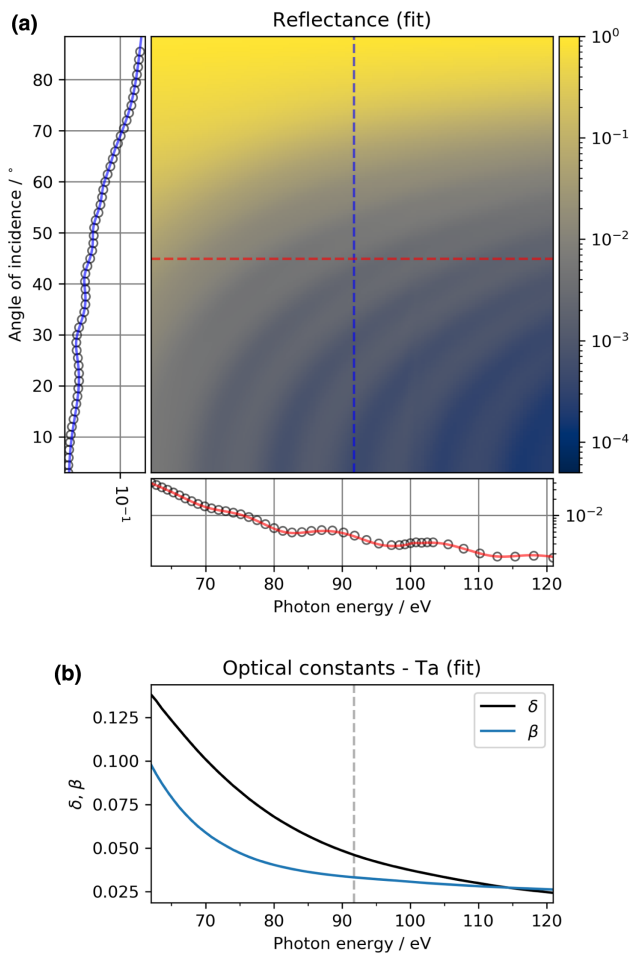 (a)
Reflectance (fit)
Angle of incidence / °
80
70
60
50
40
30
20
10
10⁻¹
10⁰
10⁻¹
10⁻²
10⁻³
10⁻⁴
10⁻²
70 80 90 100 110 120
Photon energy / eV
(b)
Optical constants - Ta (fit)
δ, β
0.125
0.100
0.075
0.050
0.025
δ
β
70 80 90 100 110 120
Photon energy / eV